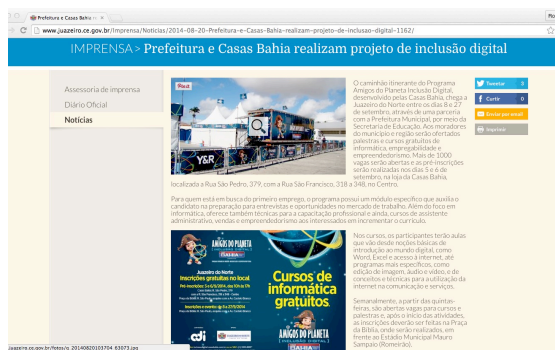 Prefeitura e Casas Bahia re
www.juazeiro.ce.gov.br/Imprensa/Noticias/2014-08-20-Prefeitura-e-Casas-Bahia-realizam-projeto-de-inclusao-digital-1162/
IMPRENSA > Prefeitura e Casas Bahia realizam projeto de inclusão digital
Assessoria de imprensa
Diário Oficial
Notícias
Pinit
Y&R
O caminhão itinerante do Programa
Amigos do Planeta Inclusão Digital,
desenvolvido pelas Casas Bahia, chega a
Juazeiro do Norte entre os dias 8 e 27
de setembro, através de uma parceria
com a Prefeitura Municipal, por meio da
Secretaria de Educação. Aos moradores
do município e região serão ofertados
palestras e cursos gratuitos de
informática, empregabilidade e
empreendedorismo. Mais de 1000
vagas serão abertas e as pré-inscrições
serão realizadas nos dias 5 e 6 de
setembro, na loja da Casas Bahia,
localizada a Rua São Pedro, 379, com a Rua São Francisco, 318 a 348, no Centro.
Tweetar 3
Curtir 0
Enviar por email
Imprimir
Para quem está em busca do primeiro emprego, o programa possui um módulo específico que auxilia o
candidato na preparação para entrevistas e oportunidades no mercado de trabalho. Além do foco em
informática, oferece também técnicas para a capacitação profissional e ainda, cursos de assistente
administrativo, vendas e empreendedorismo aos interessados em incrementar o currículo.
AMIGOS DO PLANETA
INCLUSÃO DIGITAL
BAHIA
Juazeiro do Norte
Inscrições gratuitas no local
Cursos de
informática
gratuitos.
cdi
Nos cursos, os participantes terão aulas
que vão desde noções básicas de
introdução ao mundo digital, como
Word, Excel e acesso à internet, até
programas mais específicos, como
edição de imagem, áudio e vídeo, e de
conceitos e técnicas para a utilização da
internet na comunicação e serviços.
Semanalmente, a partir das quintas-
feiras, são abertas vagas para cursos e
palestras e, após o início das atividades,
as inscrições deverão ser feitas na Praça
da Bíblia, onde serão realizadas, em
frente ao Estádio Municipal Mauro
Sampaio (Romeirão).